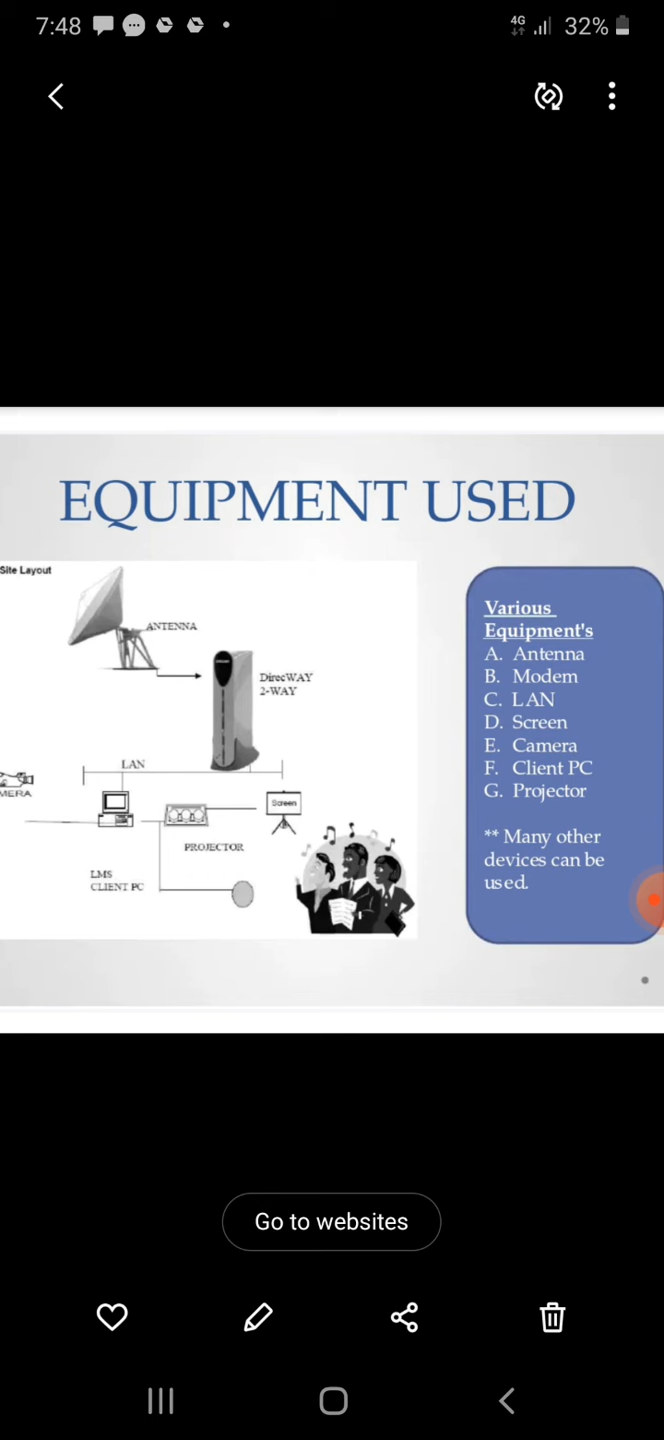 7:48
4G
32%
EQUIPMENT USED
Site Layout
ANTENNA
DirecWAY
2-WAY
LAN
MERA
Screen
PROJECTOR
LMS
CLIENT PC
Various
Equipment's
A. Antenna
B. Modem
C. LAN
D. Screen
E. Camera
F. Client PC
G. Projector
** Many other
devices can be
used.
Go to websites